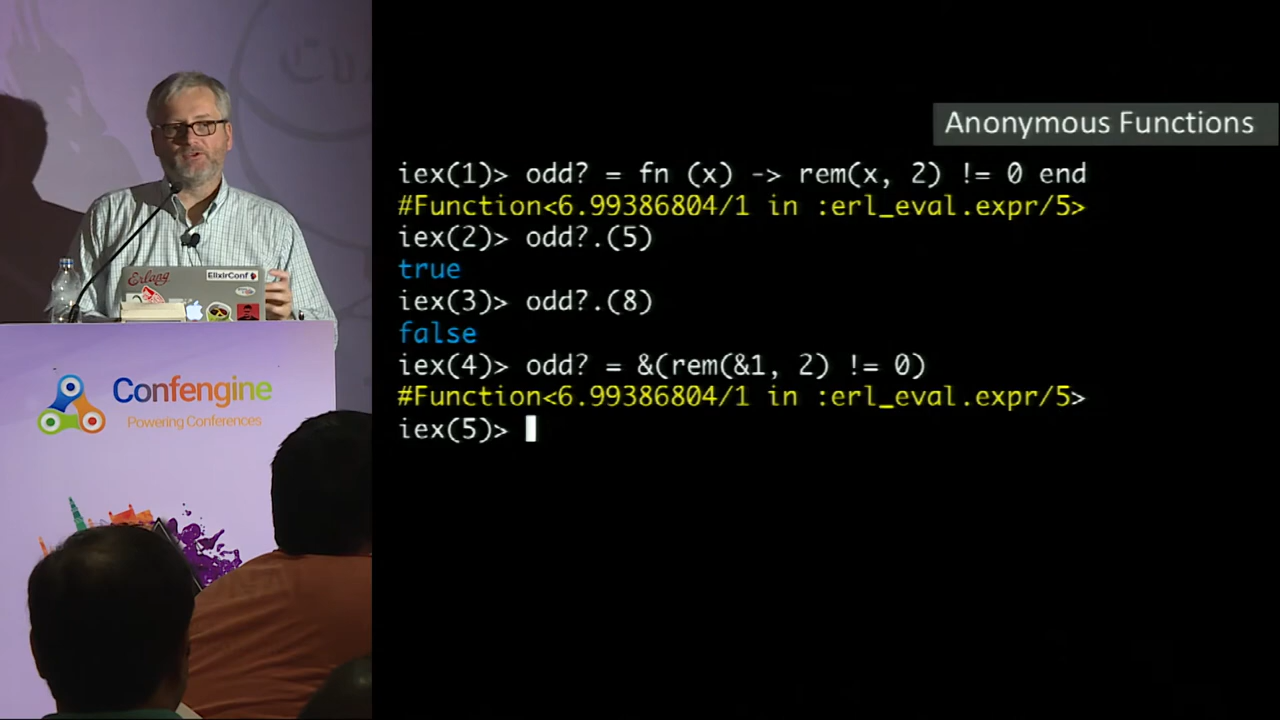 Anonymous Functions
iex(1)> odd? = fn (x) -> rem(x, 2) != 0 end
#Function<6.99386804/1 in :erl_eval.expr/5>
iex(2)> odd?.(5)
true
iex(3)> odd?.(8)
false
iex(4)> odd? = &(rem(&1, 2) != 0)
#Function<6.99386804/1 in :erl_eval.expr/5>
iex(5)>
Erlang
ElixirConf
Confengine
Powering Conferences